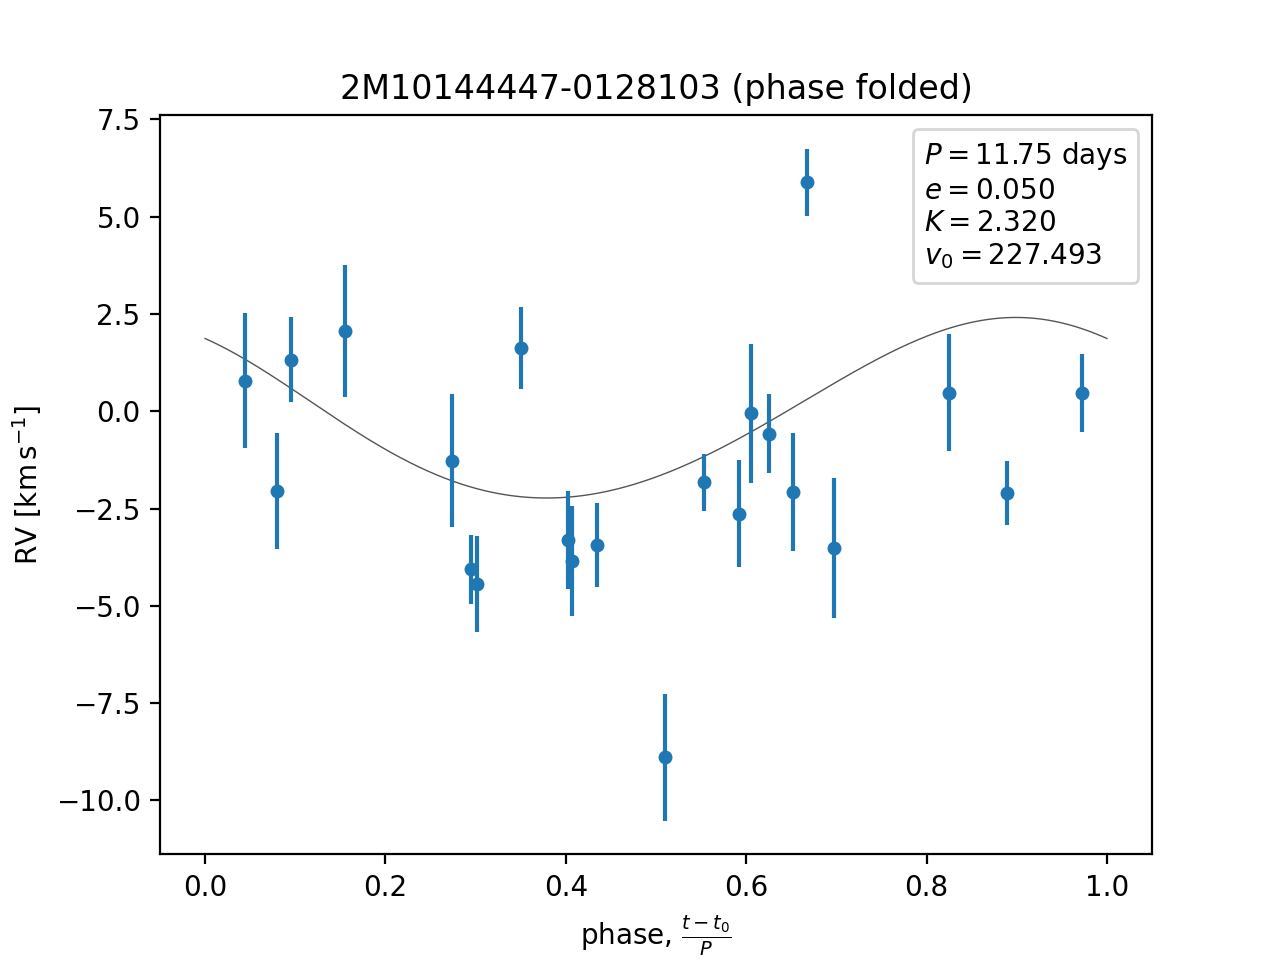 2M10144447-0128103 (phase folded)
P = 11.75 days
e = 0.050
K = 2.320
v₀ = 227.493
RV [km s⁻¹]
7.5
5.0
2.5
0.0
−2.5
−5.0
−7.5
−10.0
0.0 0.2 0.4 0.6 0.8 1.0
phase, (t − t₀)/P